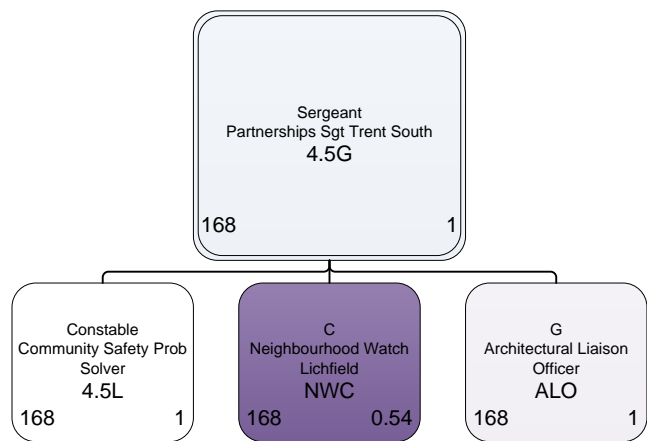 Sergeant
Partnerships Sgt Trent South
4.5G
168 1
Constable
Community Safety Prob
Solver
4.5L
168 1
C
Neighbourhood Watch
Lichfield
NWC
168 0.54
G
Architectural Liaison
Officer
ALO
168 1